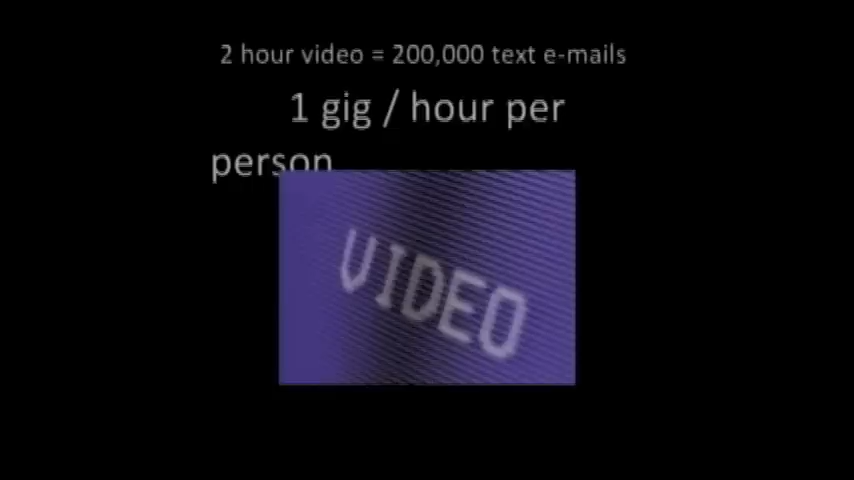 2 hour video = 200,000 text e-mails
1 gig / hour per
person
VIDEO